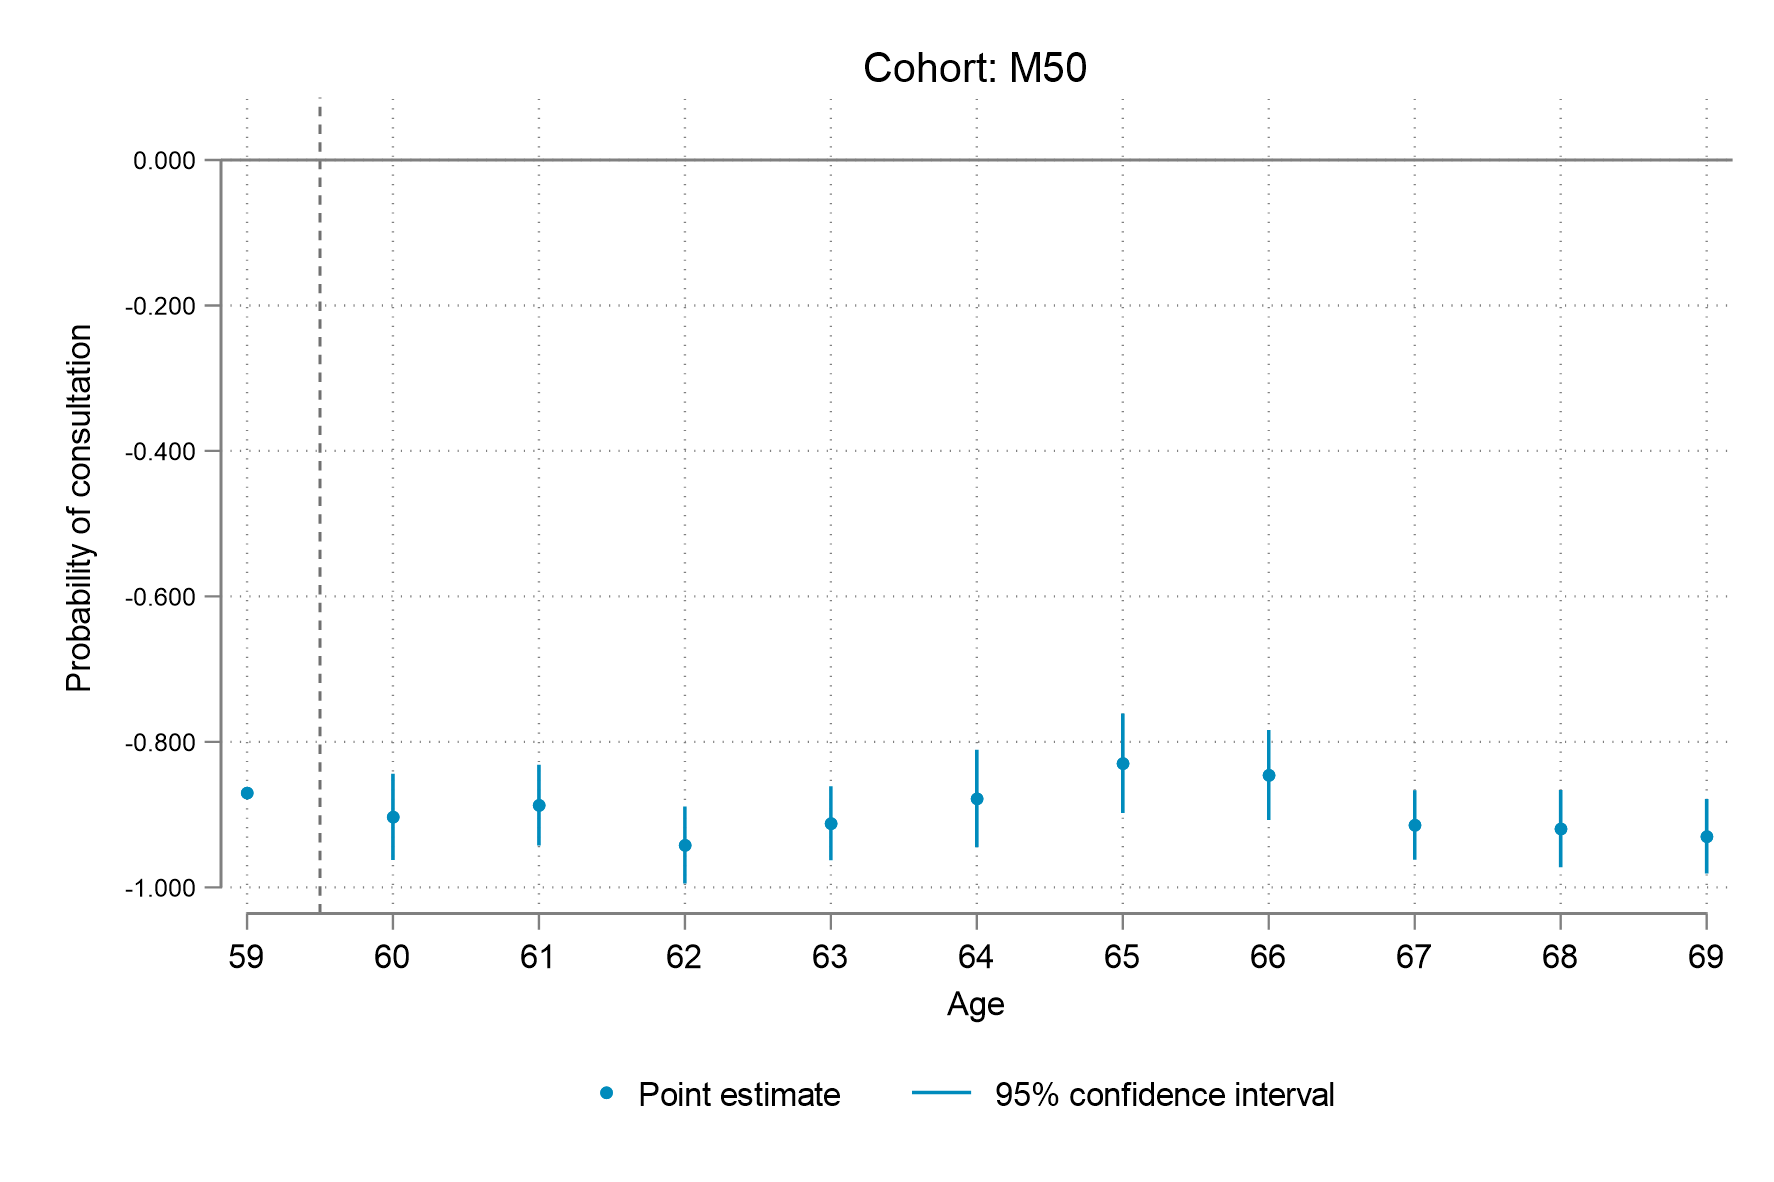 Cohort: M50
Probability of consultation
0.000
-0.200
-0.400
-0.600
-0.800
-1.000
59 60 61 62 63 64 65 66 67 68 69
Age
Point estimate 95% confidence interval